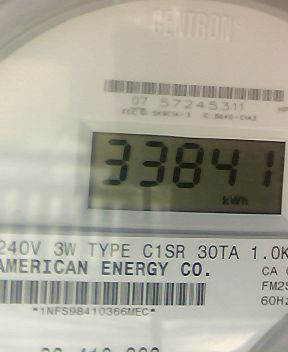 CENTRON
07 57245311
33841
kWh
240V 3W TYPE C1SR 30TA 1.0K
AMERICAN ENERGY CO.
CA
FM2S
60Hz
*1NFS98410366MEC*